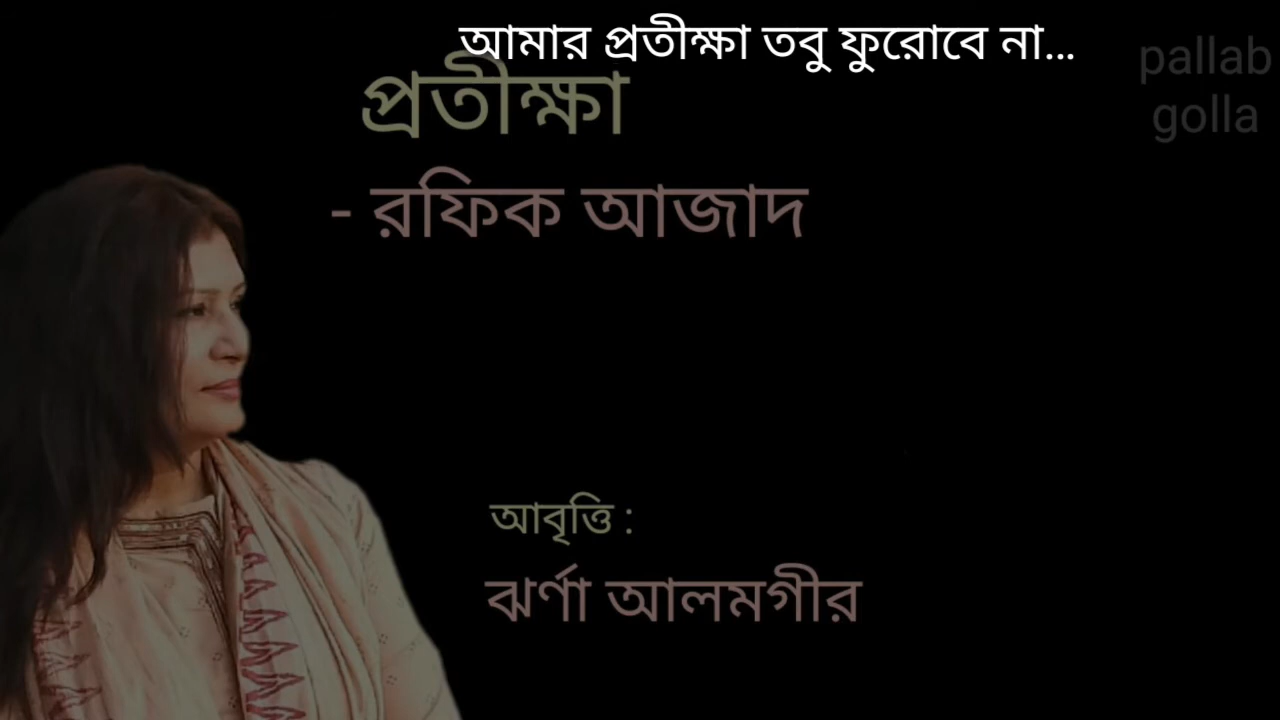 আমার প্রতীক্ষা তবু ফুরোবে না...
প্রতীক্ষা
- রফিক আজাদ
pallab
golla
আবৃত্তি :
ঝর্ণা আলমগীর